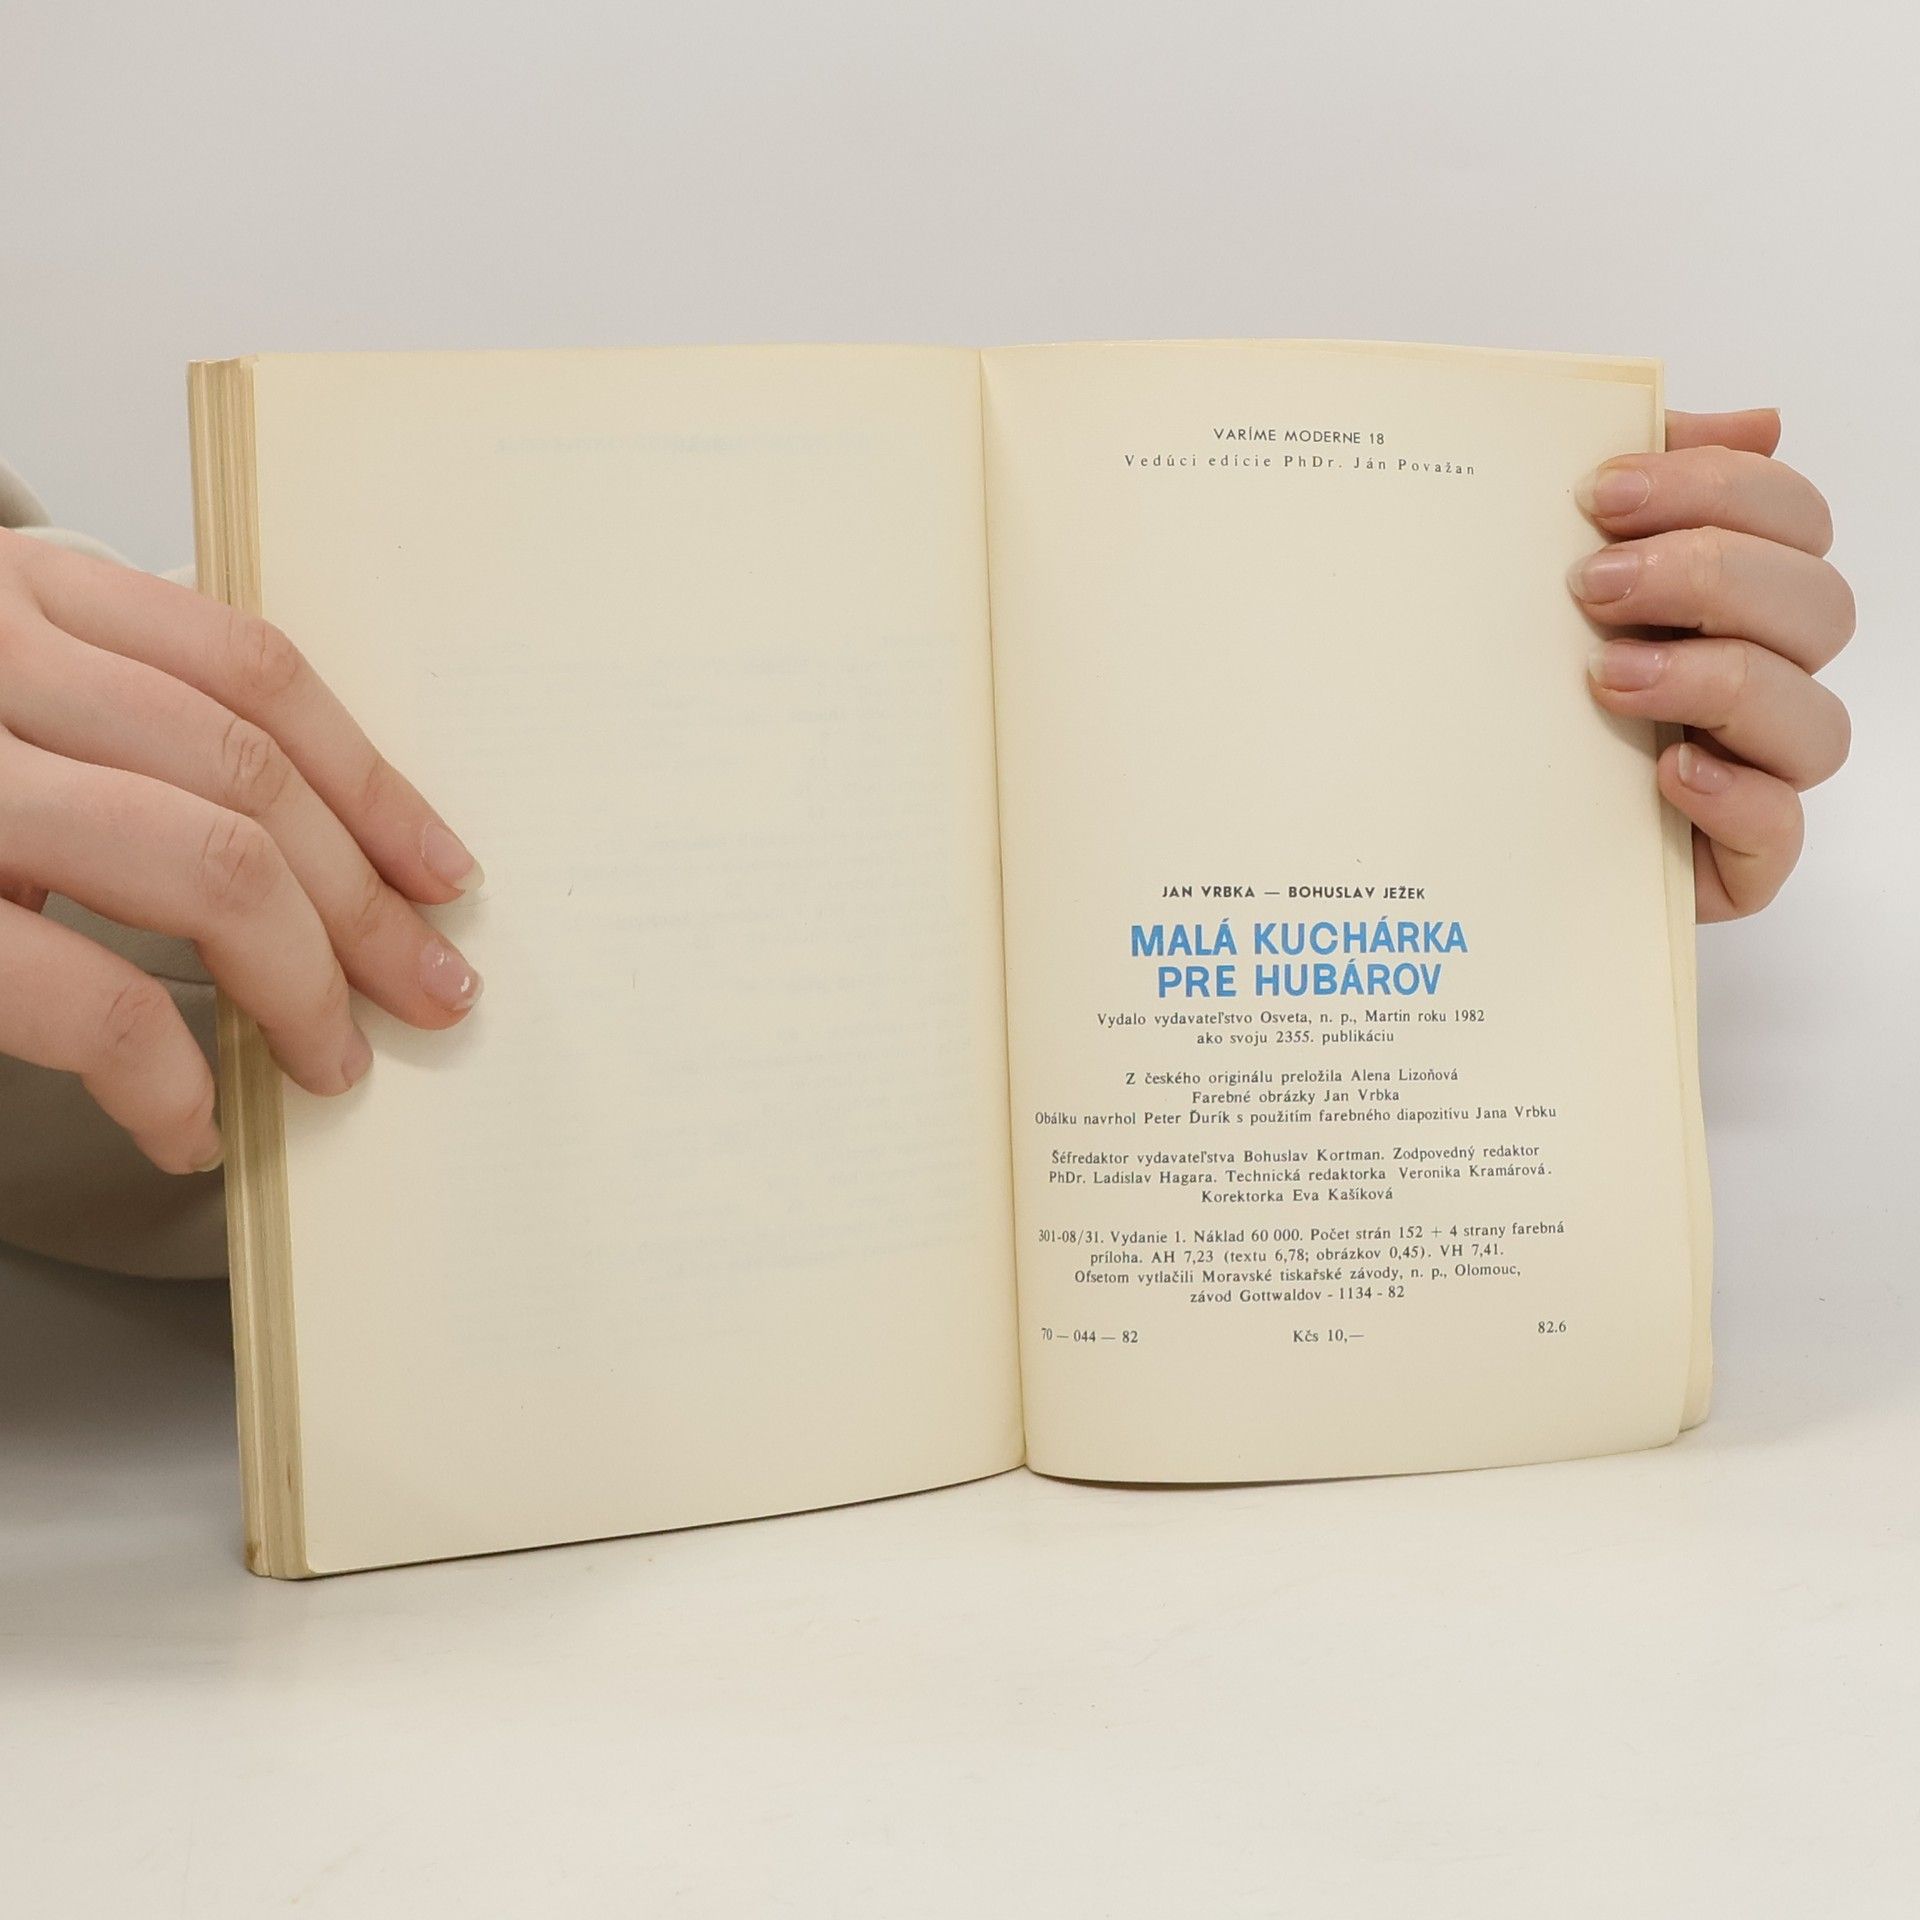 VARÍME MODERNE 18
Vedúci edície PhDr. Ján Považan
JAN VRBKA — BOHUSLAV JEŽEK
MALÁ KUCHÁRKA
PRE HUBÁROV
Vydalo vydavateľstvo Osveta, n. p., Martin roku 1982
ako svoju 2355. publikáciu
Z českého originálu preložila Alena Lizoňová
Farebné obrázky Jan Vrbka
Obálku navrhol Peter Ďurík s použitím farebného diapozitívu Jana Vrbku
Šéfredaktor vydavateľstva Bohuslav Kortman. Zodpovedný redaktor
PhDr. Ladislav Hagara. Technická redaktorka Veronika Kramárová.
Korektorka Eva Kašíková
301-08/31. Vydanie 1. Náklad 60 000. Počet strán 152 + 4 strany farebná
príloha. AH 7,23 (textu 6,78; obrázkov 0,45). VH 7,41.
Ofsetom vytlačili Moravské tiskařské závody, n. p., Olomouc,
závod Gottwaldov - 1134 - 82
70 — 044 — 82 Kčs 10,— 82.6